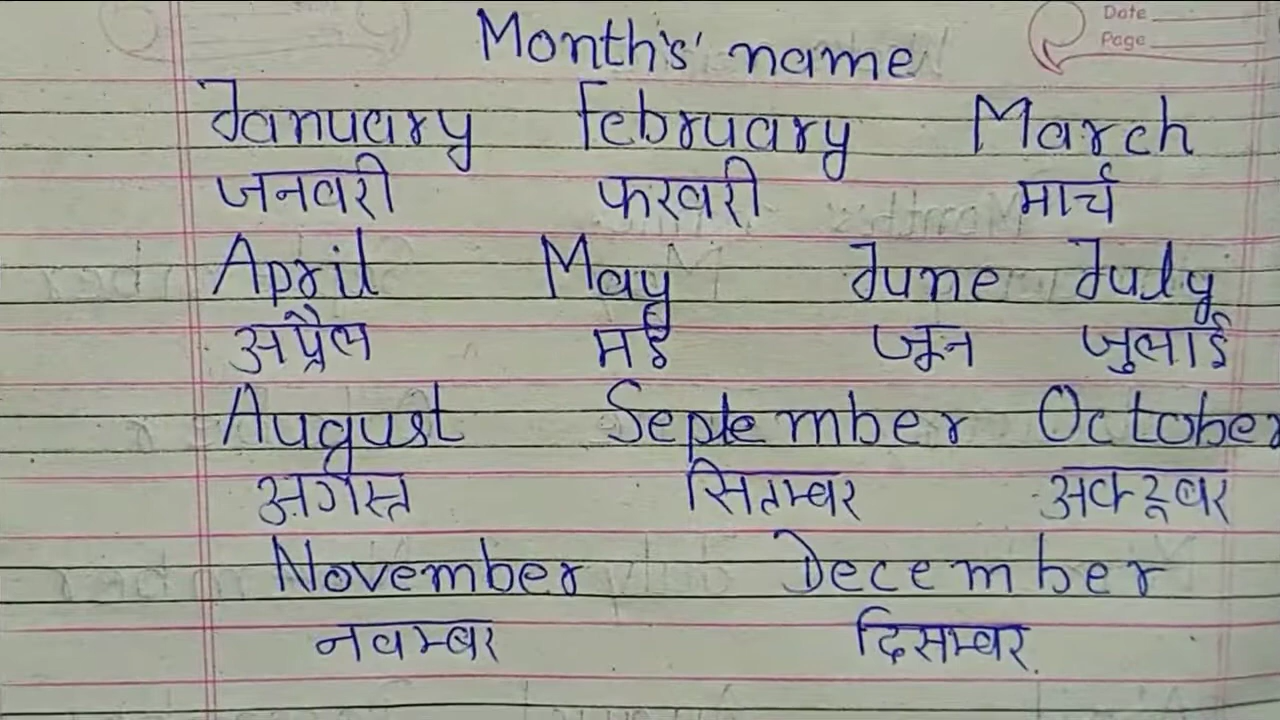 Date
Page
Month's' name
January February March
जनवरी फरवरी मार्च
April May June July
अप्रैल मई जून जुलाई
August September October
अगस्त सितम्बर अक्टूबर
November December
नवम्बर दिसम्बर